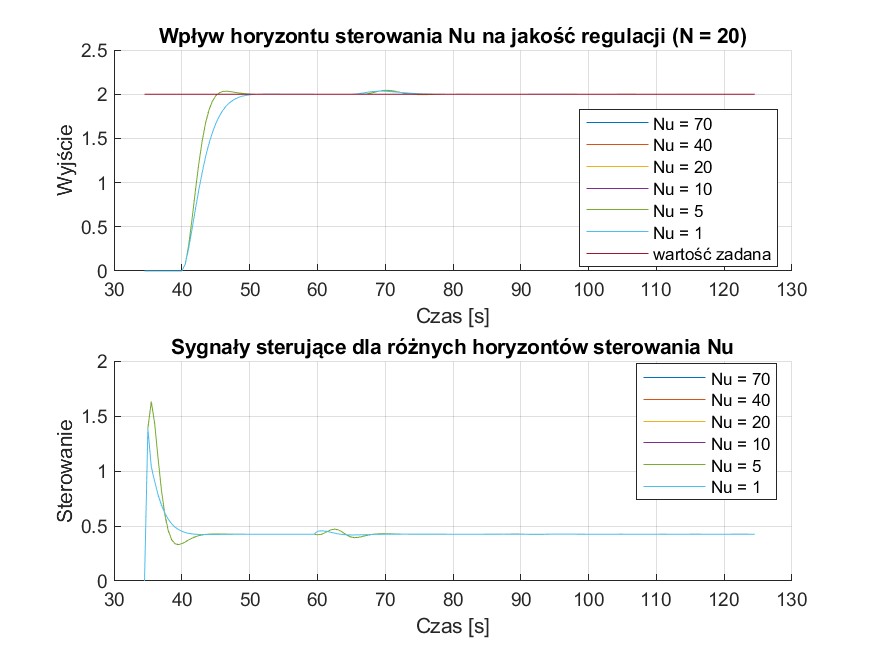 Wpływ horyzontu sterowania Nu na jakość regulacji (N = 20)
2.5
2
1.5
1
0.5
0
Wyjście
Nu = 70
Nu = 40
Nu = 20
Nu = 10
Nu = 5
Nu = 1
wartość zadana
30 40 50 60 70 80 90 100 110 120 130
Czas [s]
Sygnały sterujące dla różnych horyzontów sterowania Nu
2
1.5
1
0.5
0
Sterowanie
Nu = 70
Nu = 40
Nu = 20
Nu = 10
Nu = 5
Nu = 1
30 40 50 60 70 80 90 100 110 120 130
Czas [s]